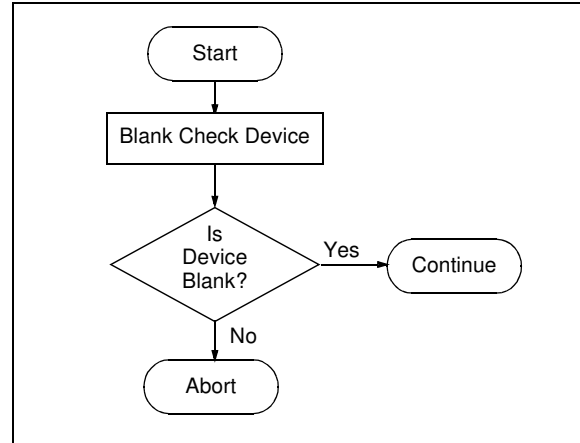 Start
Blank Check Device
Is
Device
Blank?
Yes
Continue
No
Abort